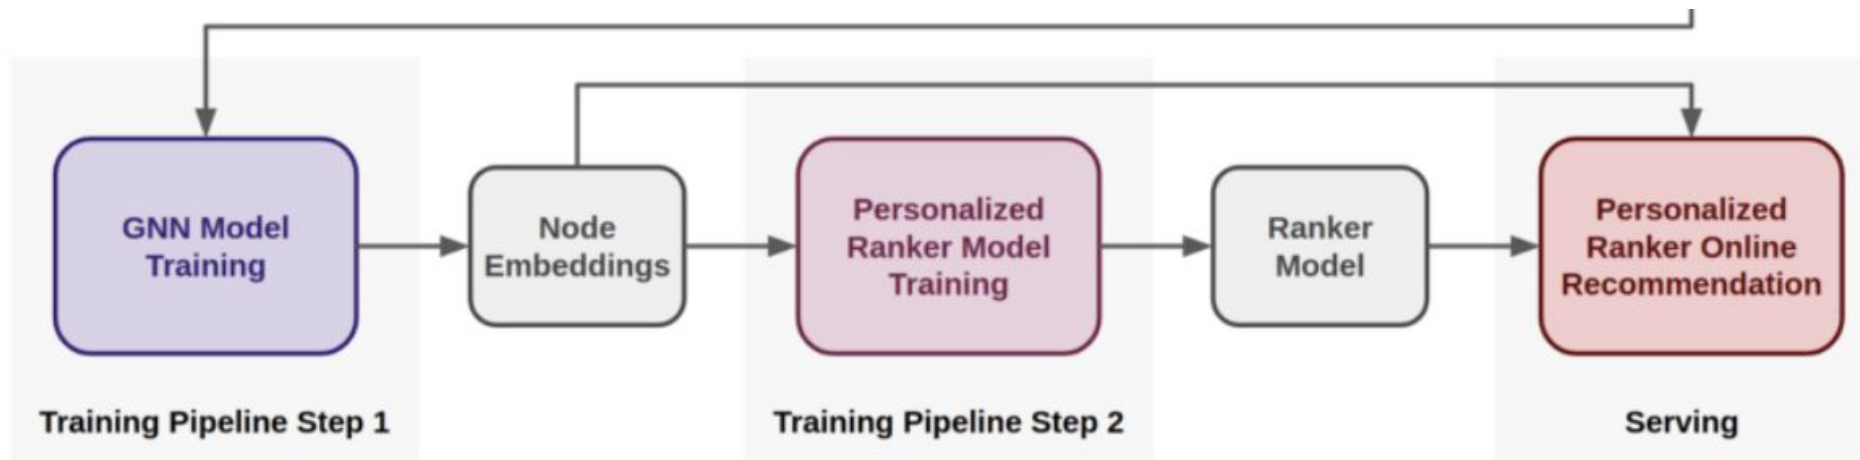 GNN Model
Training
Node
Embeddings
Personalized
Ranker Model
Training
Ranker
Model
Personalized
Ranker Online
Recommendation
Training Pipeline Step 1
Training Pipeline Step 2
Serving